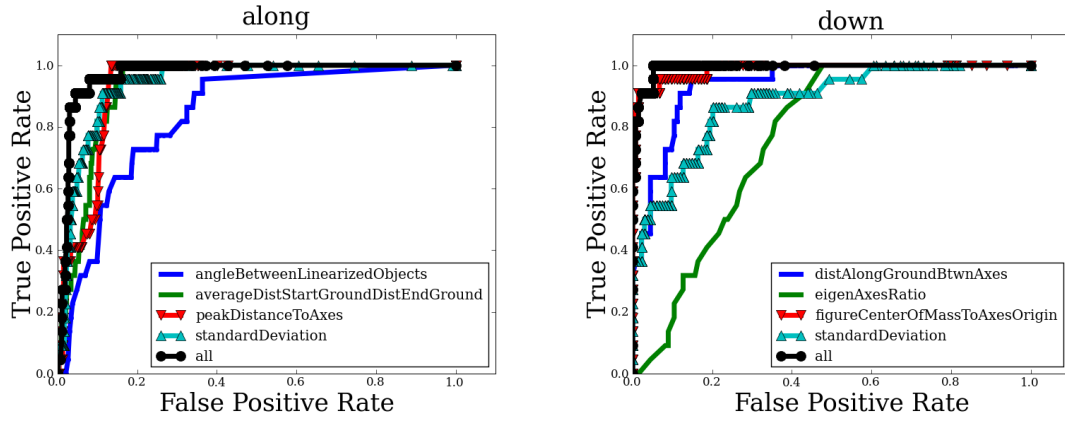 along
True Positive Rate
1.0
0.8
0.6
0.4
0.2
0.0
0.0 0.2 0.4 0.6 0.8 1.0
False Positive Rate
angleBetweenLinearizedObjects
averageDistStartGroundDistEndGround
peakDistanceToAxes
standardDeviation
all
down
True Positive Rate
1.0
0.8
0.6
0.4
0.2
0.0
0.0 0.2 0.4 0.6 0.8 1.0
False Positive Rate
distAlongGroundBtwnAxes
eigenAxesRatio
figureCenterOfMassToAxesOrigin
standardDeviation
all